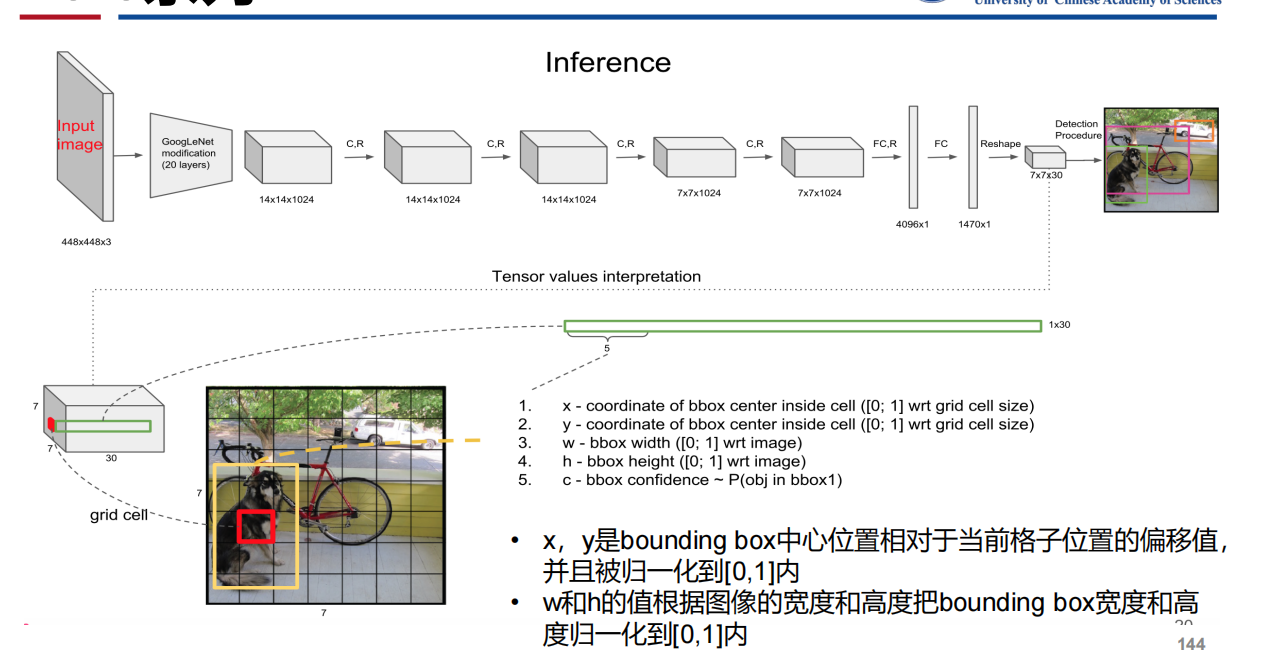 University of Chinese Academy of Sciences
Inference
Input
image
GoogLeNet
modification
(20 layers)
C,R
C,R
C,R
C,R
FC,R
FC
Reshape
Detection
Procedure
448x448x3
14x14x1024
14x14x1024
14x14x1024
7x7x1024
7x7x1024
4096x1
1470x1
7x7x30
Tensor values interpretation
1x30
5
7
7
30
grid cell
7
7
1. x - coordinate of bbox center inside cell ([0; 1] wrt grid cell size)
2. y - coordinate of bbox center inside cell ([0; 1] wrt grid cell size)
3. w - bbox width ([0; 1] wrt image)
4. h - bbox height ([0; 1] wrt image)
5. c - bbox confidence ~ P(obj in bbox1)
• x，y是bounding box中心位置相对于当前格子位置的偏移值，
并且被归一化到[0,1]内
• w和h的值根据图像的宽度和高度把bounding box宽度和高
度归一化到[0,1]内
144